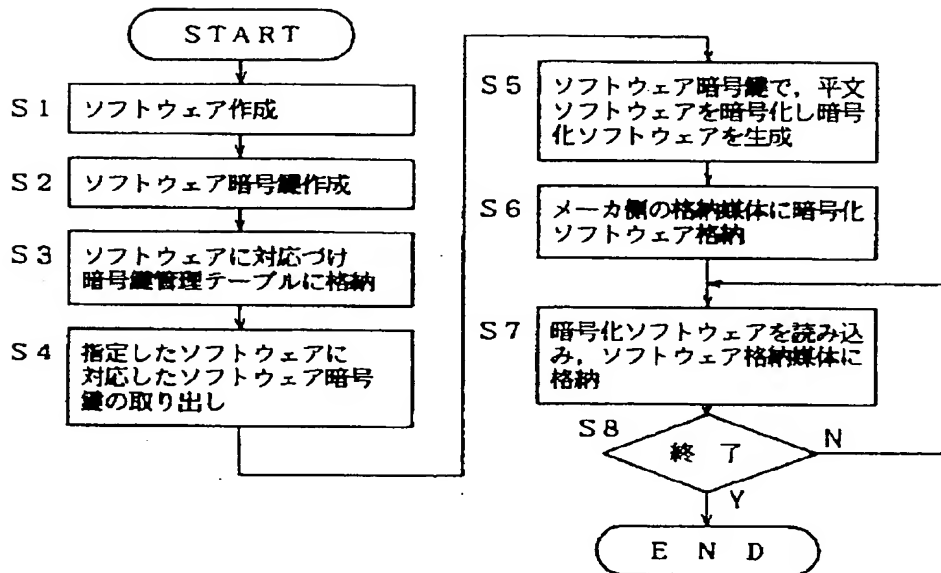 START
S1 ソフトウェア作成
S2 ソフトウェア暗号鍵作成
S3 ソフトウェアに対応づけ
暗号鍵管理テーブルに格納
S4 指定したソフトウェアに
対応したソフトウェア暗号
鍵の取り出し
S5 ソフトウェア暗号鍵で，平文
ソフトウェアを暗号化し暗号
化ソフトウェアを生成
S6 メーカ側の格納媒体に暗号化
ソフトウェア格納
S7 暗号化ソフトウェアを読み込
み，ソフトウェア格納媒体に
格納
S8
終了
N
Y
END